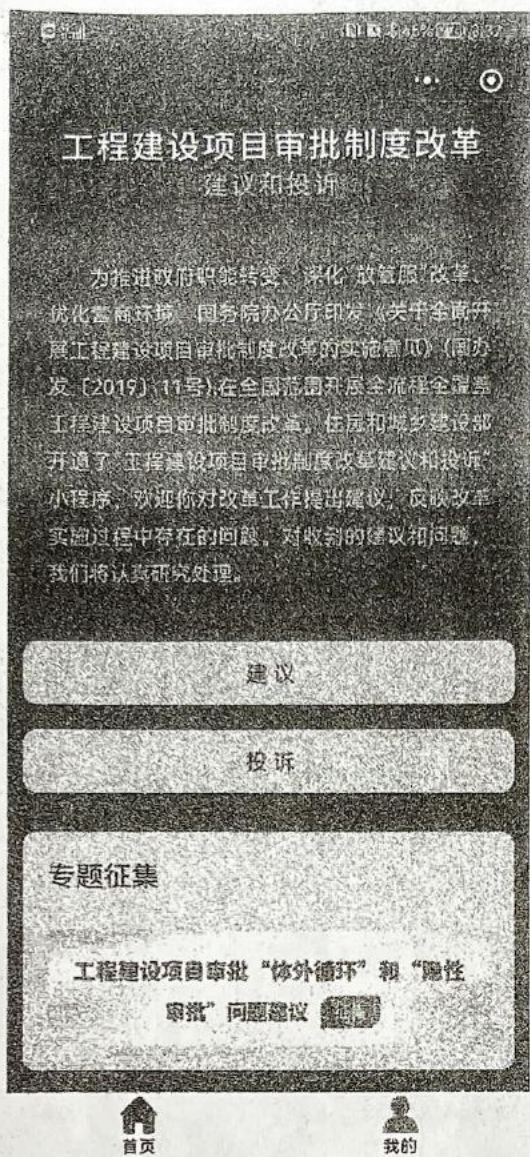 46% 3:37
工程建设项目审批制度改革
建议和投诉
为推进政府职能转变、深化“放管服”改革、
优化营商环境，国务院办公厅印发《关于全面开
展工程建设项目审批制度改革的实施意见》（国办
发〔2019〕11号），在全国范围开展全流程全覆盖
工程建设项目审批制度改革，住房和城乡建设部
开通了“工程建设项目审批制度改革建议和投诉”
小程序，欢迎你对改革工作提出建议，反映改革
实施过程中存在的问题。对收到的建议和问题，
我们将认真研究处理。
建议
投诉
专题征集
工程建设项目审批“体外循环”和“隐性
审批”问题建议
首页
我的